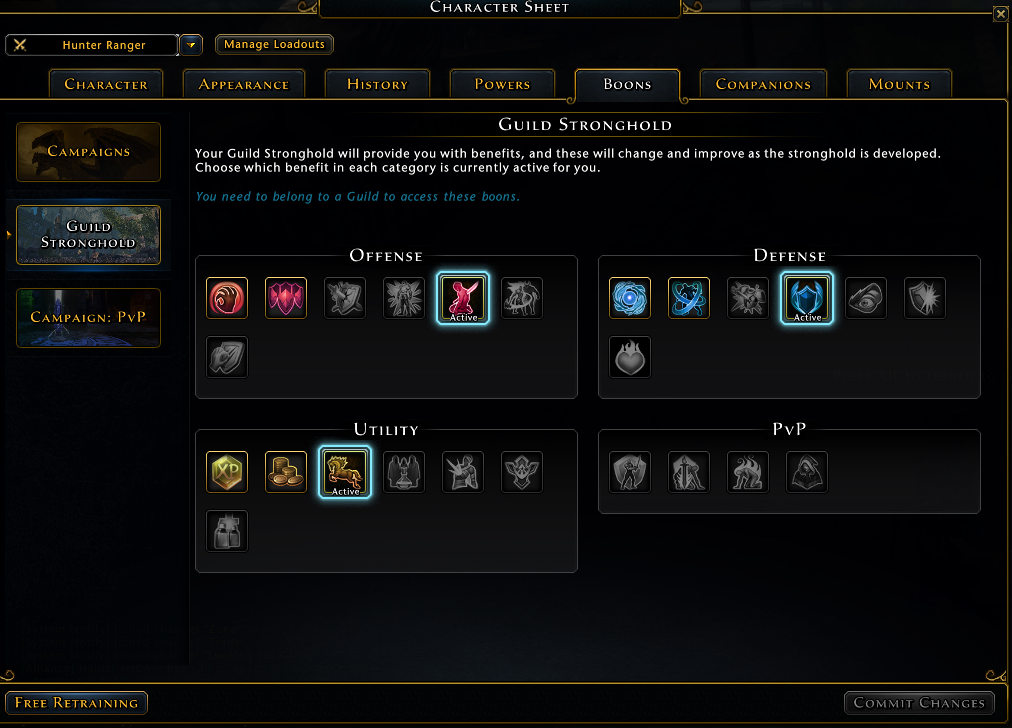 Character Sheet
Hunter Ranger
Manage Loadouts
Character
Appearance
History
Powers
Boons
Companions
Mounts
Campaigns
Guild
Stronghold
Campaign: PvP
Guild Stronghold
Your Guild Stronghold will provide you with benefits, and these will change and improve as the stronghold is developed.
Choose which benefit in each category is currently active for you.
You need to belong to a Guild to access these boons.
Offense
Active
Defense
Active
Utility
XP
Active
PvP
Free Retraining
Commit Changes